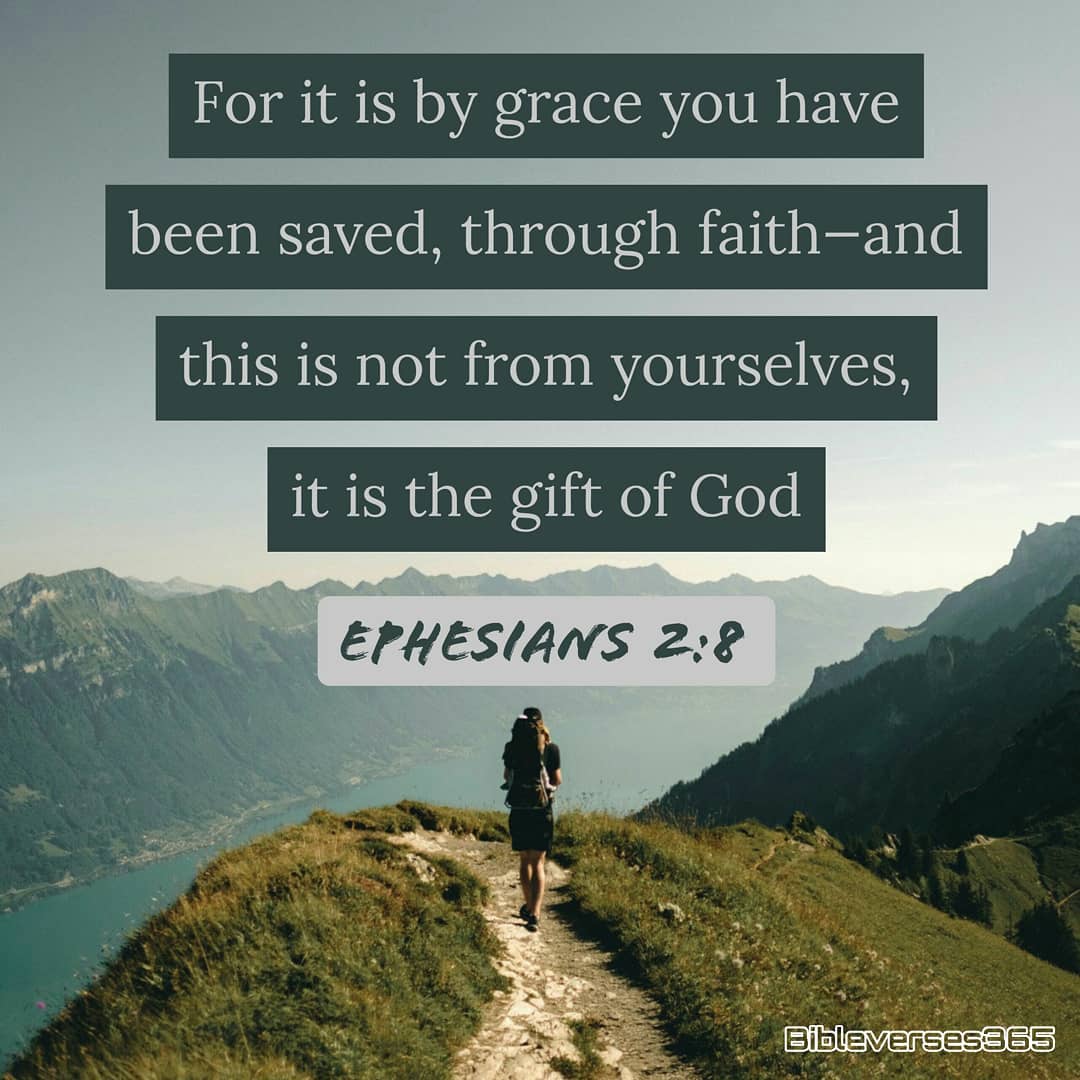 For it is by grace you have
been saved, through faith—and
this is not from yourselves,
it is the gift of God
EPHESIANS 2:8
Bibleverses365